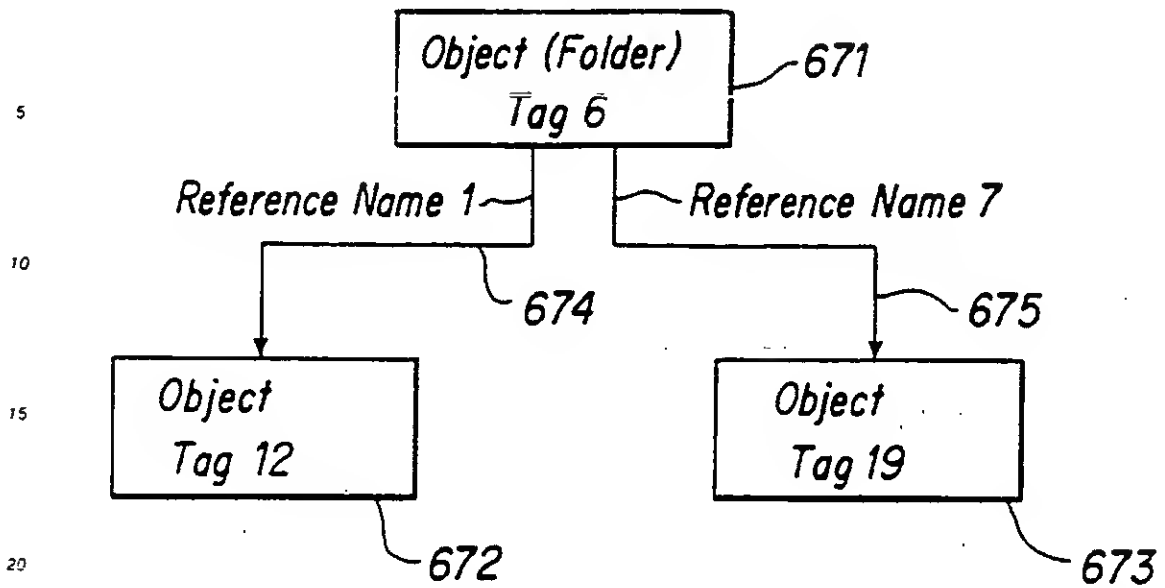 Object (Folder)
Tag 6
671
5
Reference Name 1
Reference Name 7
10
674
675
Object
Tag 12
Object
Tag 19
15
672
673
20